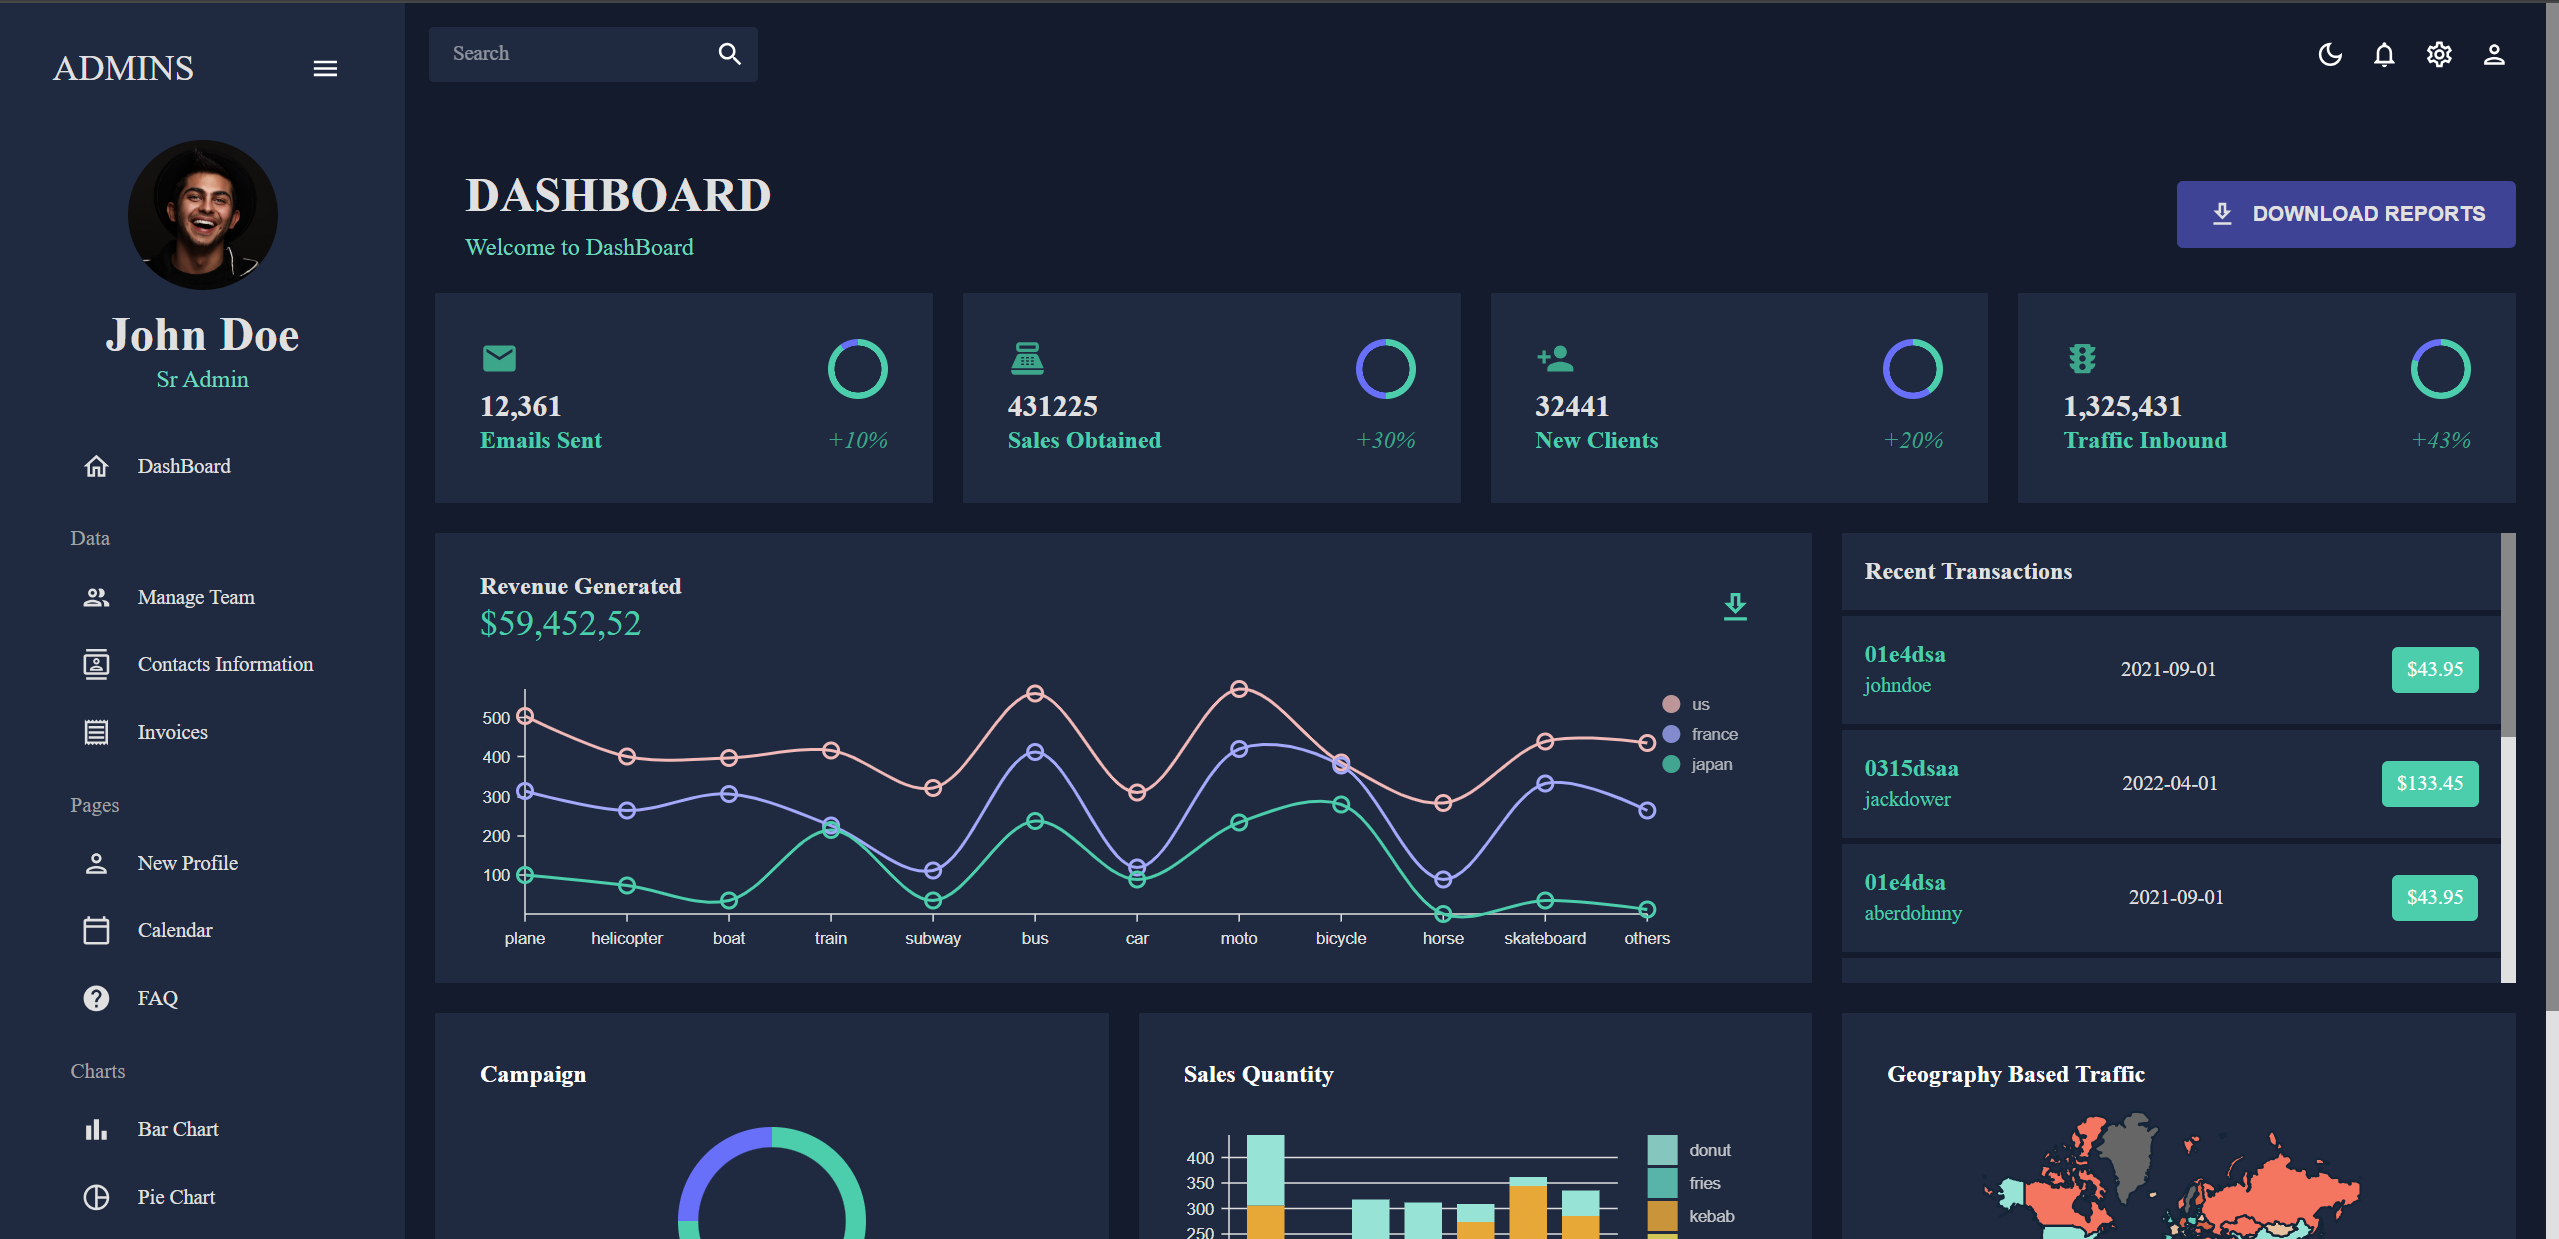 ADMINS
Search
John Doe
Sr Admin
DashBoard
Data
Manage Team
Contacts Information
Invoices
Pages
New Profile
Calendar
FAQ
Charts
Bar Chart
Pie Chart
DASHBOARD
Welcome to DashBoard
DOWNLOAD REPORTS
12,361
Emails Sent
+10%
431225
Sales Obtained
+30%
32441
New Clients
+20%
1,325,431
Traffic Inbound
+43%
Revenue Generated
$59,452,52
500
400
300
200
100
plane helicopter boat train subway bus car moto bicycle horse skateboard others
us
france
japan
Recent Transactions
01e4dsa
johndoe
2021-09-01
$43.95
0315dsaa
jackdower
2022-04-01
$133.45
01e4dsa
aberdohnny
2021-09-01
$43.95
Campaign
Sales Quantity
400
350
300
250
donut
fries
kebab
Geography Based Traffic